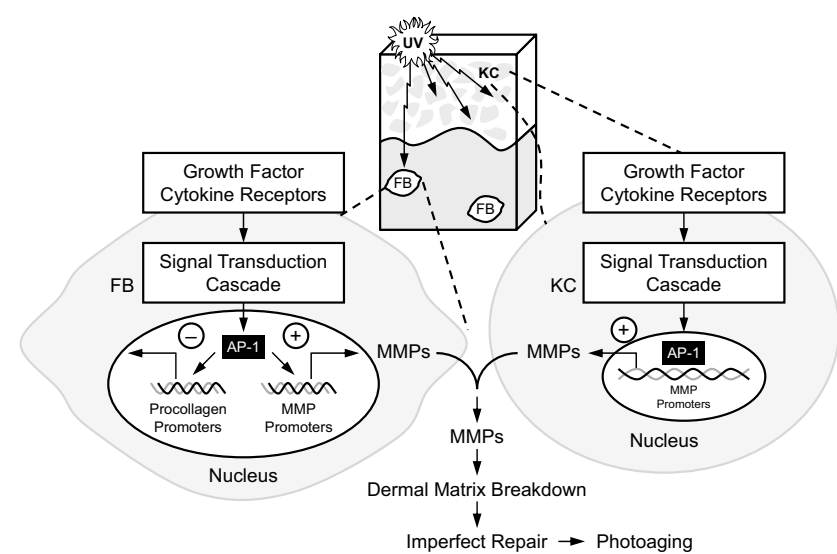 UV
KC
FB
FB
Growth Factor
Cytokine Receptors
Signal Transduction
Cascade
FB
−
+
AP-1
Procollagen
Promoters
MMP
Promoters
Nucleus
MMPs
Growth Factor
Cytokine Receptors
Signal Transduction
Cascade
KC
+
AP-1
MMP
Promoters
Nucleus
MMPs
MMPs
Dermal Matrix Breakdown
Imperfect Repair
Photoaging